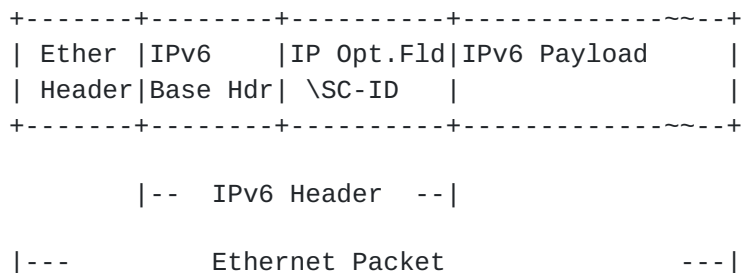 +-------+--------+----------+-------------~~--+
| Ether |IPv6    |IP Opt.Fld|IPv6 Payload     |
| Header|Base Hdr| \SC-ID   |                 |
+-------+--------+----------+-------------~~--+
        |--  IPv6 Header  --|
|---         Ethernet Packet               ---|